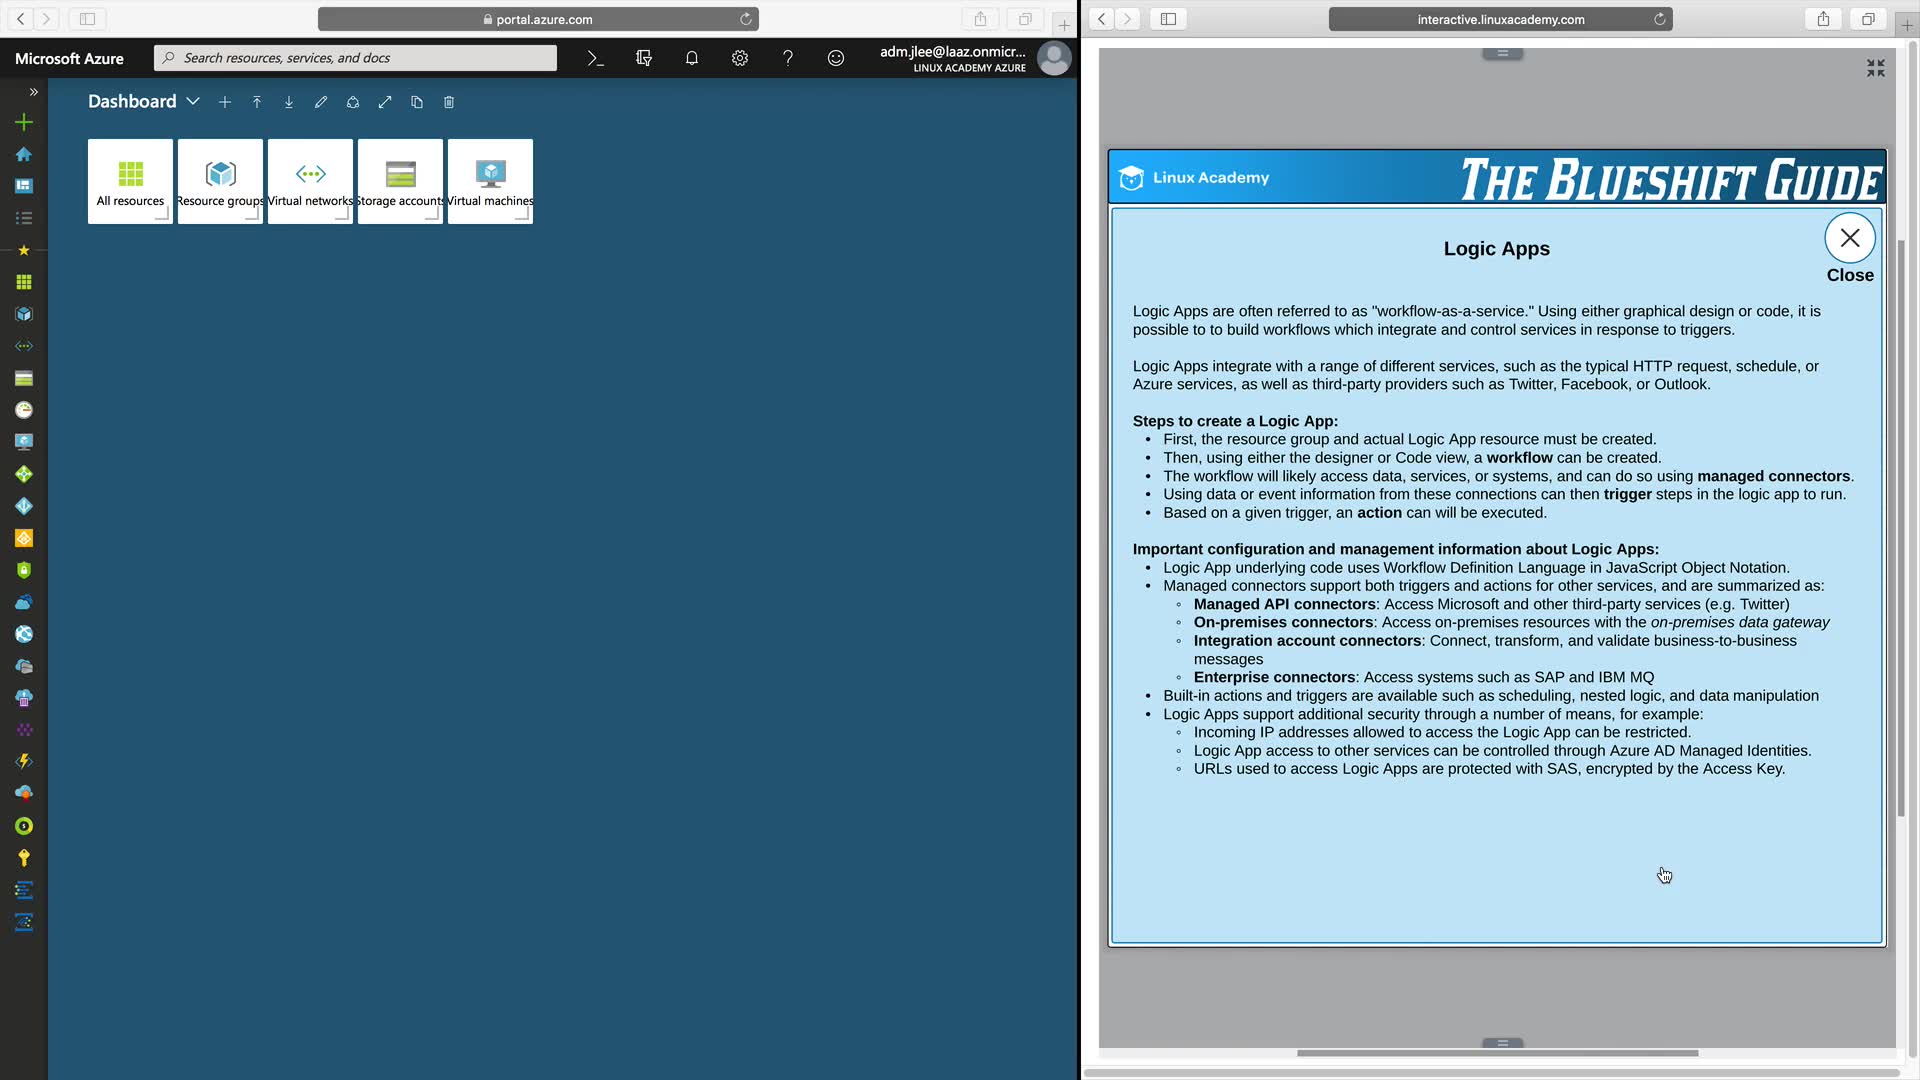 portal.azure.com
Microsoft Azure
Search resources, services, and docs
adm.jlee@laaz.onmicr...
LINUX ACADEMY AZURE
Dashboard
All resources
Resource groups
Virtual networks
Storage accounts
Virtual machines
interactive.linuxacademy.com
Linux Academy
THE BLUESHIFT GUIDE
Logic Apps
Close
Logic Apps are often referred to as "workflow-as-a-service." Using either graphical design or code, it is
possible to to build workflows which integrate and control services in response to triggers.
Logic Apps integrate with a range of different services, such as the typical HTTP request, schedule, or
Azure services, as well as third-party providers such as Twitter, Facebook, or Outlook.
Steps to create a Logic App:
• First, the resource group and actual Logic App resource must be created.
• Then, using either the designer or Code view, a workflow can be created.
• The workflow will likely access data, services, or systems, and can do so using managed connectors.
• Using data or event information from these connections can then trigger steps in the logic app to run.
• Based on a given trigger, an action can will be executed.
Important configuration and management information about Logic Apps:
• Logic App underlying code uses Workflow Definition Language in JavaScript Object Notation.
• Managed connectors support both triggers and actions for other services, and are summarized as:
◦ Managed API connectors: Access Microsoft and other third-party services (e.g. Twitter)
◦ On-premises connectors: Access on-premises resources with the on-premises data gateway
◦ Integration account connectors: Connect, transform, and validate business-to-business
messages
◦ Enterprise connectors: Access systems such as SAP and IBM MQ
• Built-in actions and triggers are available such as scheduling, nested logic, and data manipulation
• Logic Apps support additional security through a number of means, for example:
◦ Incoming IP addresses allowed to access the Logic App can be restricted.
◦ Logic App access to other services can be controlled through Azure AD Managed Identities.
◦ URLs used to access Logic Apps are protected with SAS, encrypted by the Access Key.